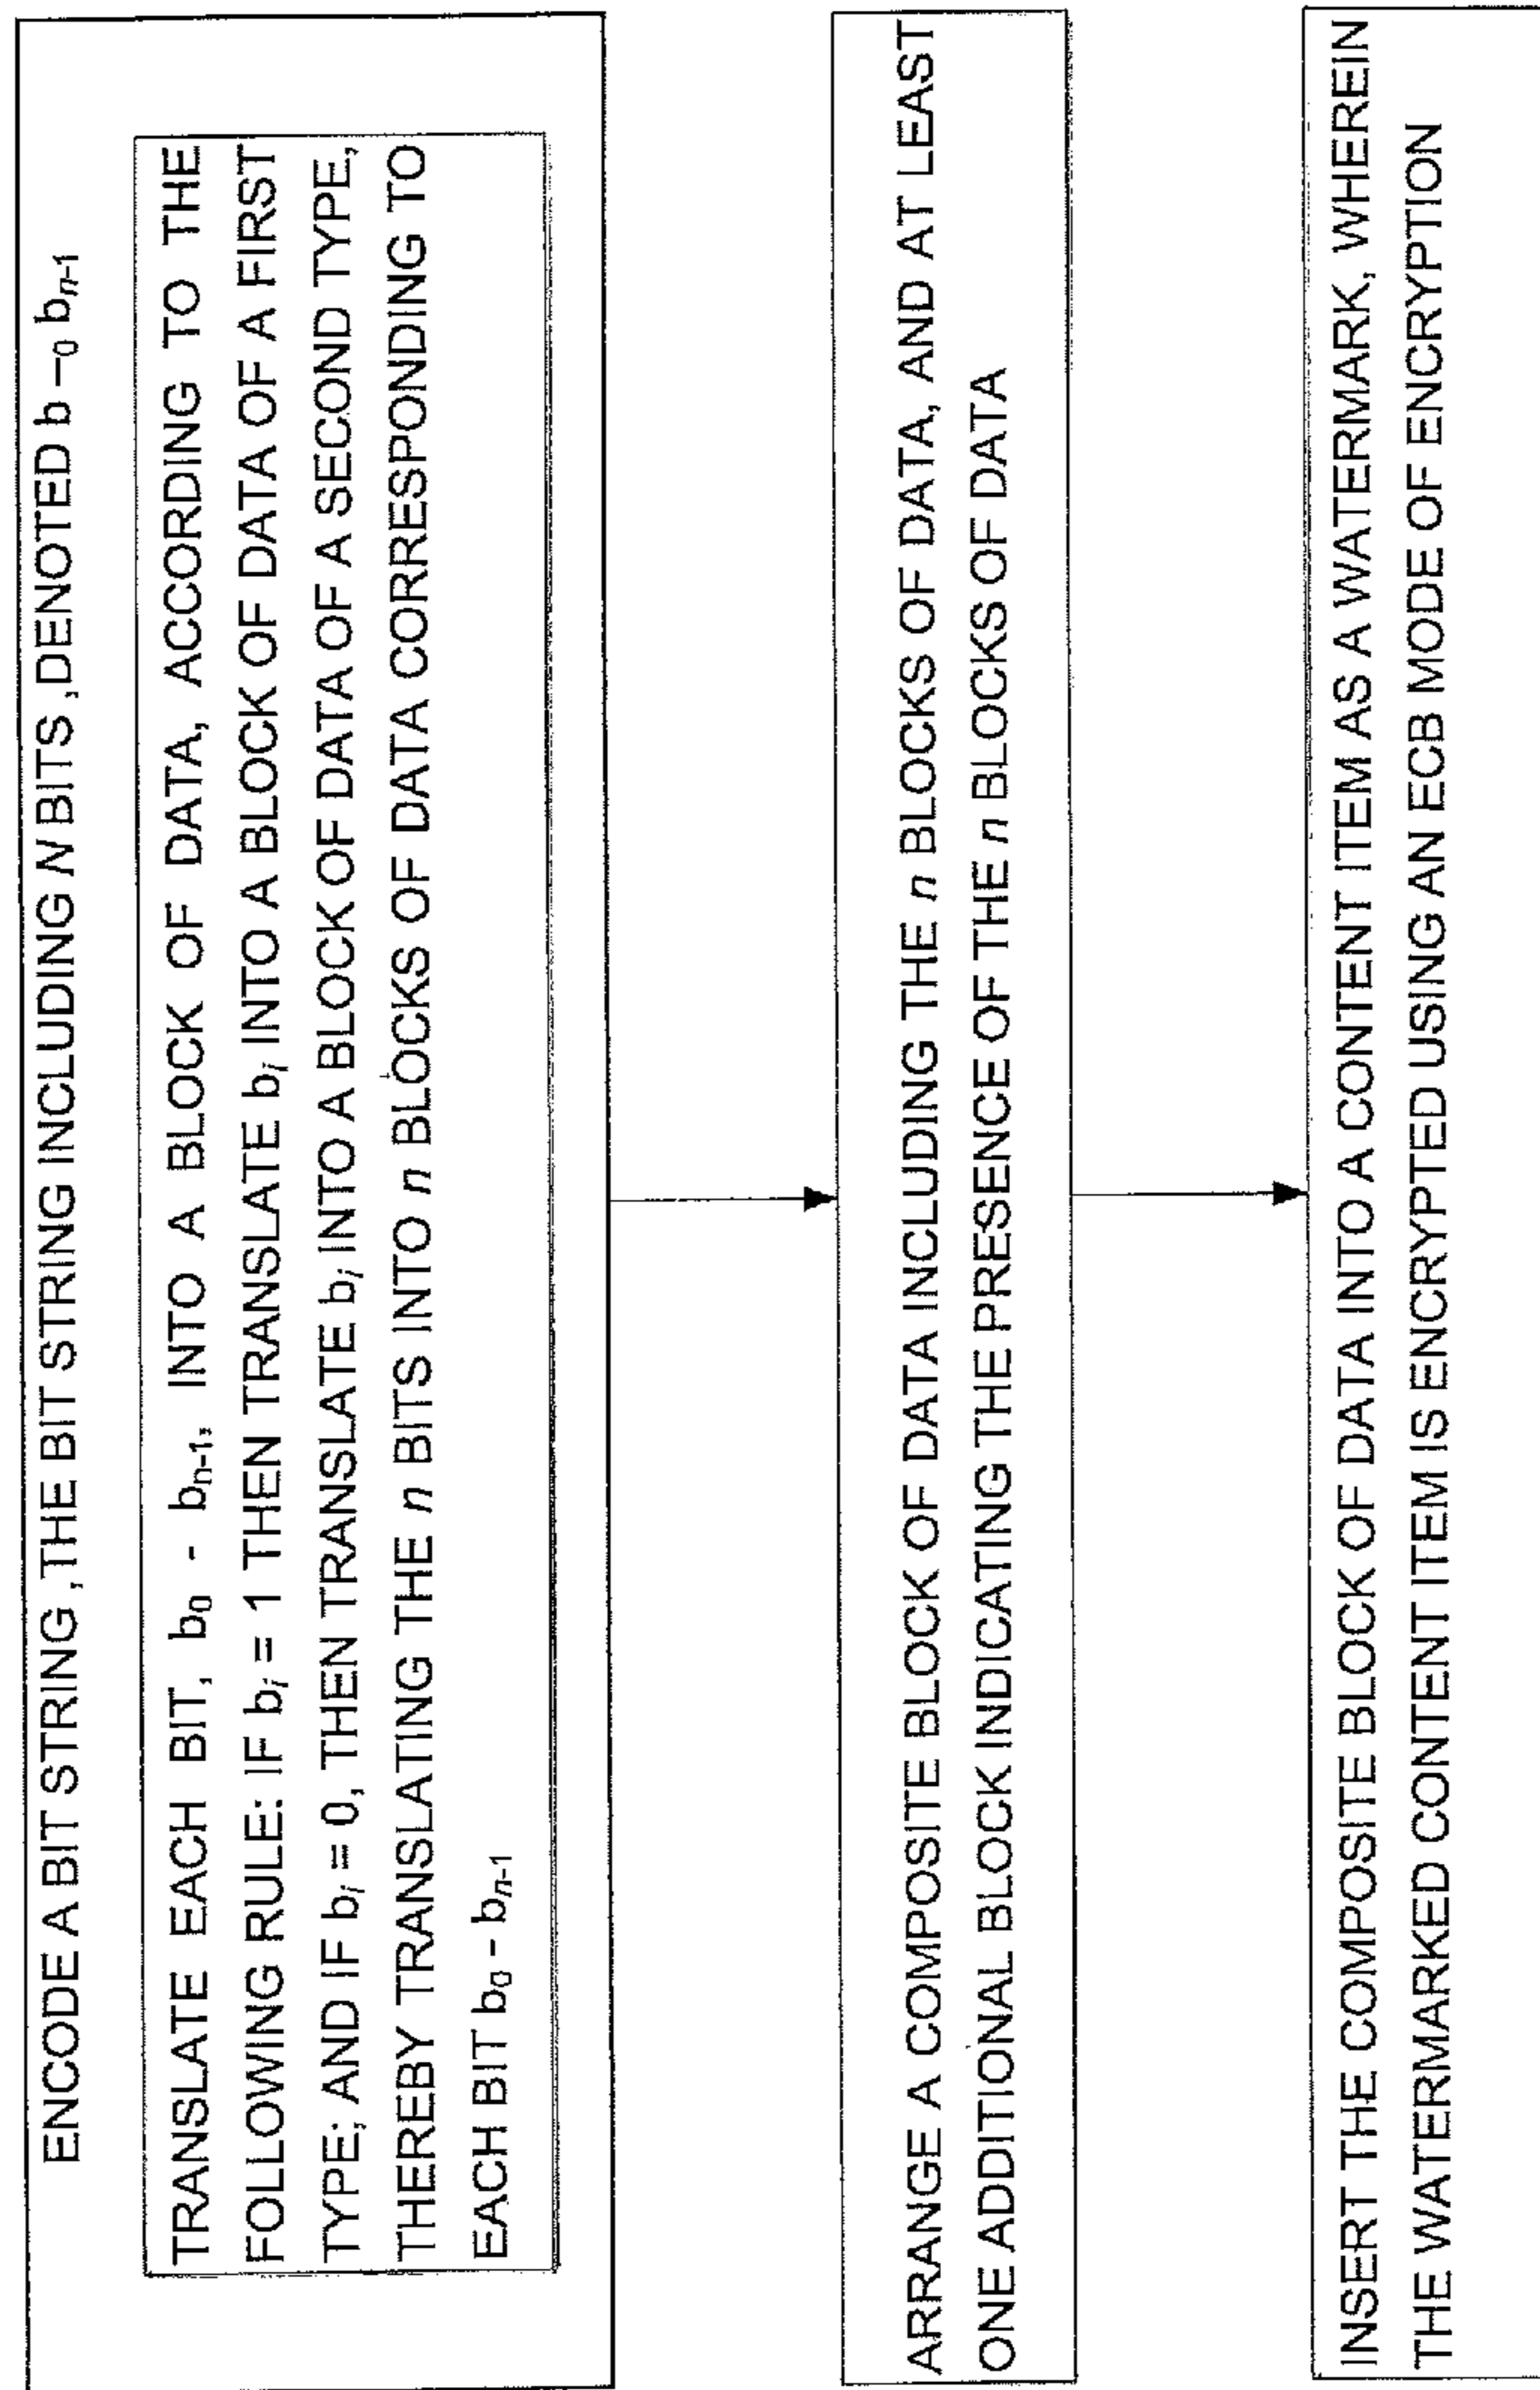 ENCODE A BIT STRING ,THE BIT STRING INCLUDING N BITS ,DENOTED b –₀ bₙ₋₁
TRANSLATE EACH BIT, b₀ - bₙ₋₁, INTO A BLOCK OF DATA, ACCORDING TO THE
FOLLOWING RULE: IF bᵢ = 1 THEN TRANSLATE bᵢ INTO A BLOCK OF DATA OF A FIRST
TYPE; AND IF bᵢ = 0, THEN TRANSLATE bᵢ INTO A BLOCK OF DATA OF A SECOND TYPE,
THEREBY TRANSLATING THE n BITS INTO n BLOCKS OF DATA CORRESPONDING TO
EACH BIT b₀ - bₙ₋₁
ARRANGE A COMPOSITE BLOCK OF DATA INCLUDING THE n BLOCKS OF DATA, AND AT LEAST
ONE ADDITIONAL BLOCK INDICATING THE PRESENCE OF THE n BLOCKS OF DATA
INSERT THE COMPOSITE BLOCK OF DATA INTO A CONTENT ITEM AS A WATERMARK, WHEREIN
THE WATERMARKED CONTENT ITEM IS ENCRYPTED USING AN ECB MODE OF ENCRYPTION